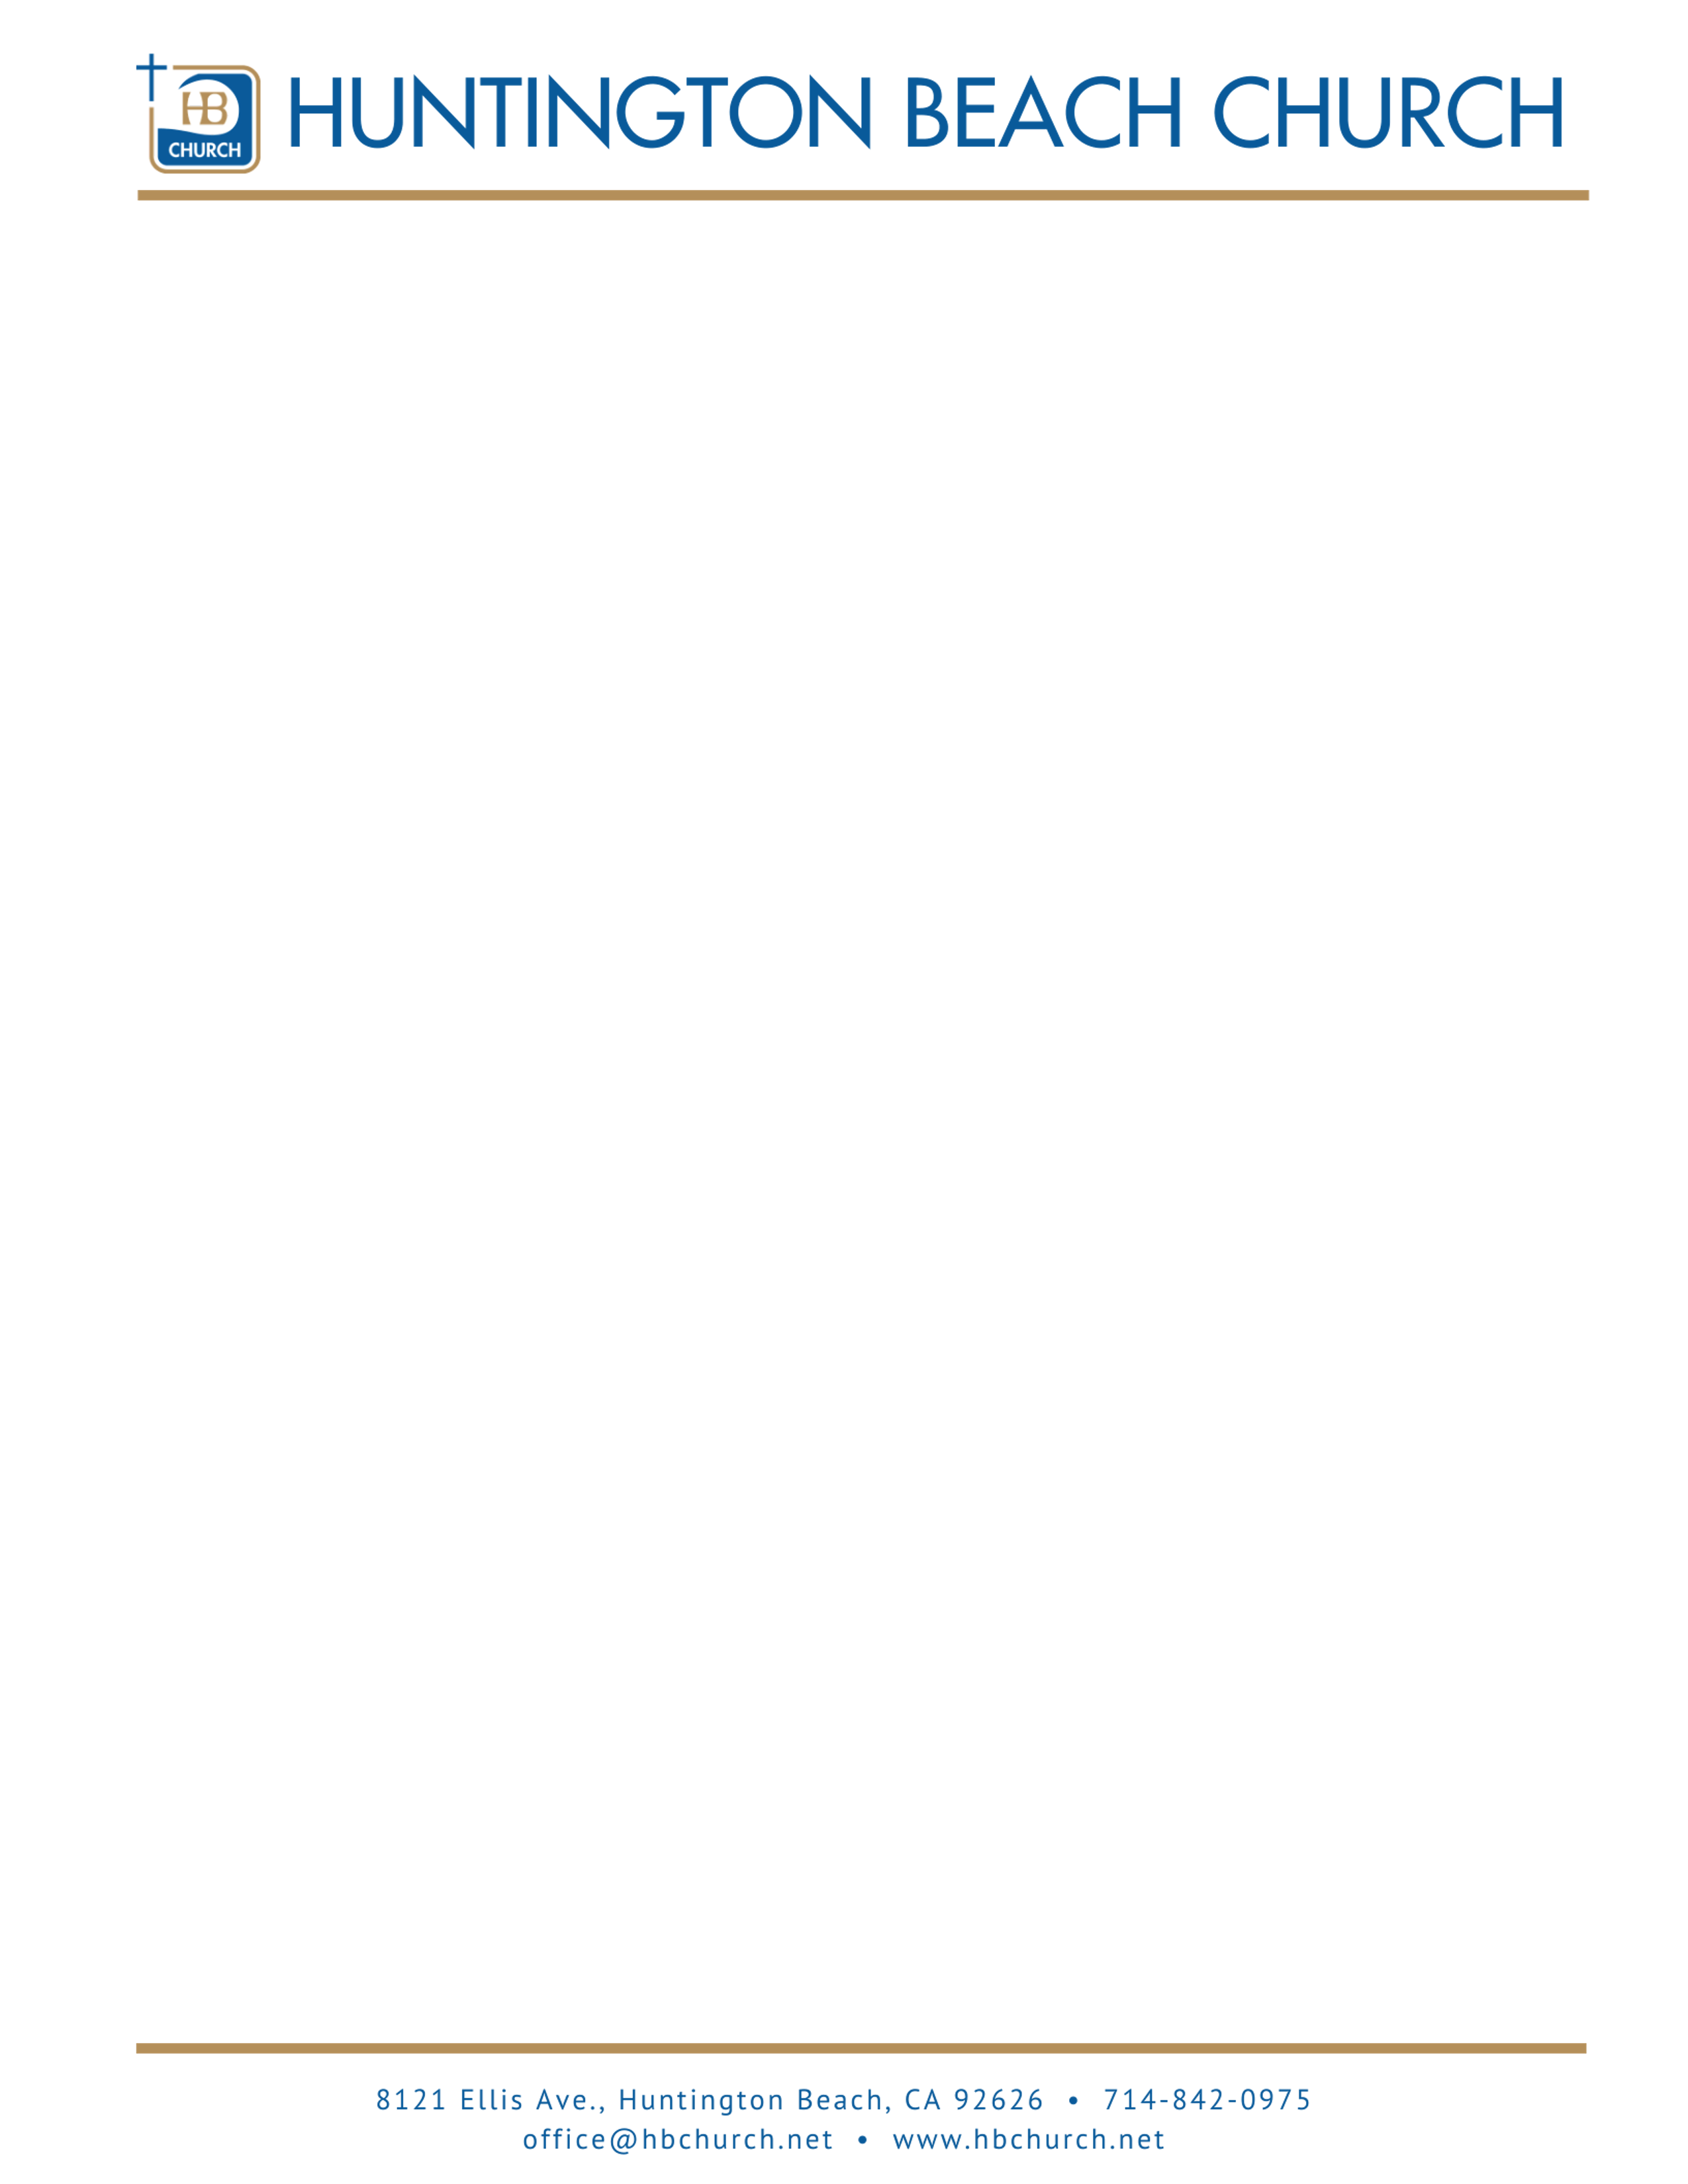 HB
CHURCH
HUNTINGTON BEACH CHURCH
8121 Ellis Ave., Huntington Beach, CA 92626 • 714-842-0975
office@hbchurch.net • www.hbchurch.net